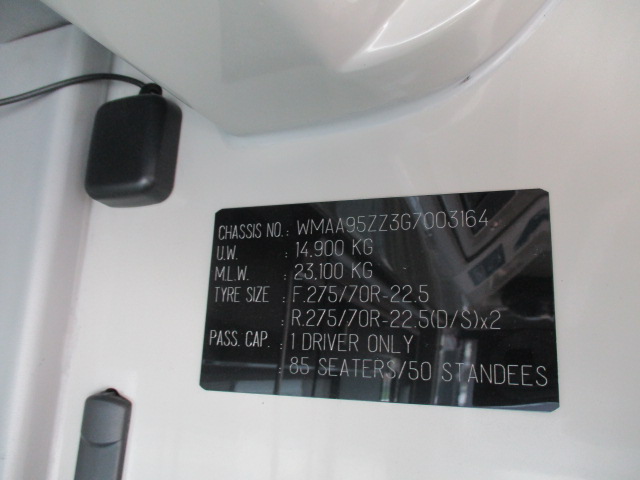 CHASSIS NO.: WMAA95ZZ3G7003164
U.W. : 14.900 KG
M.L.W. : 23.100 KG
TYRE SIZE : F.275/70R-22.5
: R.275/70R-22.5(D/S)x2
PASS. CAP. : 1 DRIVER ONLY
: 85 SEATERS/50 STANDEES